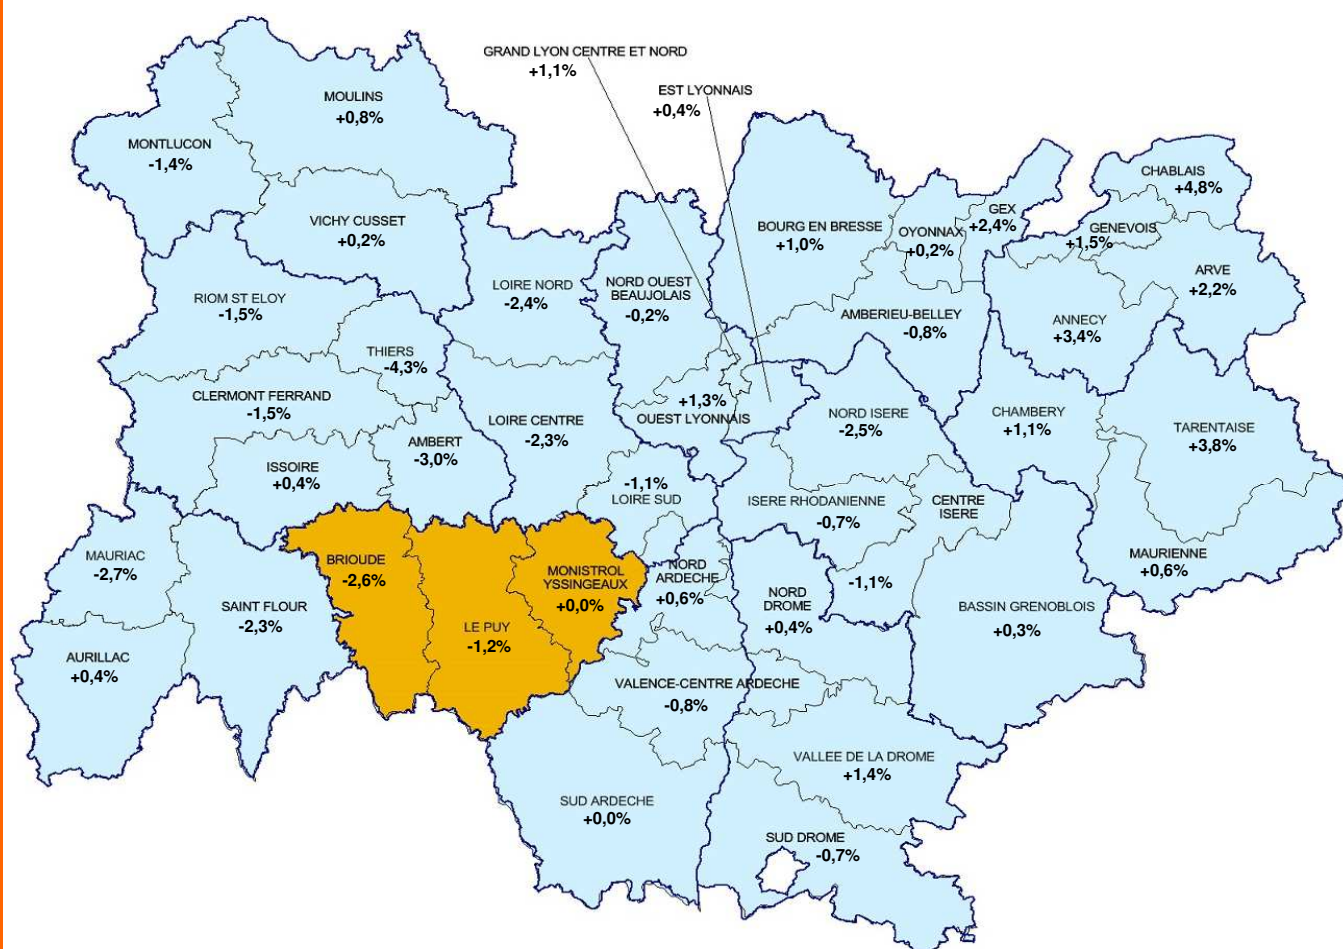 GRAND LYON CENTRE ET NORD
+1,1%
EST LYONNAIS
+0,4%
MOULINS
+0,8%
MONTLUCON
-1,4%
VICHY CUSSET
+0,2%
CHABLAIS
+4,8%
GEX
+2,4%
GENEVOIS
+1,5%
BOURG EN BRESSE
+1,0%
OYONNAX
+0,2%
ARVE
+2,2%
LOIRE NORD
-2,4%
NORD OUEST
BEAUJOLAIS
-0,2%
RIOM ST ELOY
-1,5%
AMBERIEU-BELLEY
-0,8%
ANNECY
+3,4%
THIERS
-4,3%
CLERMONT FERRAND
-1,5%
+1,3%
OUEST LYONNAIS
LOIRE CENTRE
-2,3%
NORD ISERE
-2,5%
CHAMBERY
+1,1%
TARENTAISE
+3,8%
AMBERT
-3,0%
ISSOIRE
+0,4%
-1,1%
LOIRE SUD
ISERE RHODANIENNE
-0,7%
CENTRE
ISERE
-1,1%
MAURIENNE
+0,6%
MAURIAC
-2,7%
BRIOUDE
-2,6%
MONISTROL
YSSINGEAUX
+0,0%
NORD
ARDECHE
+0,6%
NORD
DROME
+0,4%
BASSIN GRENOBLOIS
+0,3%
SAINT FLOUR
-2,3%
LE PUY
-1,2%
AURILLAC
+0,4%
VALENCE-CENTRE ARDECHE
-0,8%
VALLEE DE LA DROME
+1,4%
SUD ARDECHE
+0,0%
SUD DROME
-0,7%